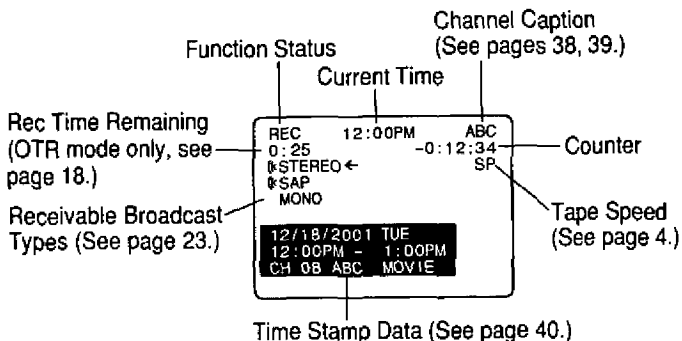 Channel Caption
(See pages 38, 39.)
Function Status
Current Time
Rec Time Remaining
(OTR mode only, see
page 18.)
REC 12:00PM ABC
0:25 -0:12:34
STEREO←
SP
SAP
MONO
Counter
Receivable Broadcast
Types (See page 23.)
Tape Speed
(See page 4.)
12/18/2001 TUE
12:00PM - 1:00PM
CH 08 ABC MOVIE
Time Stamp Data (See page 40.)